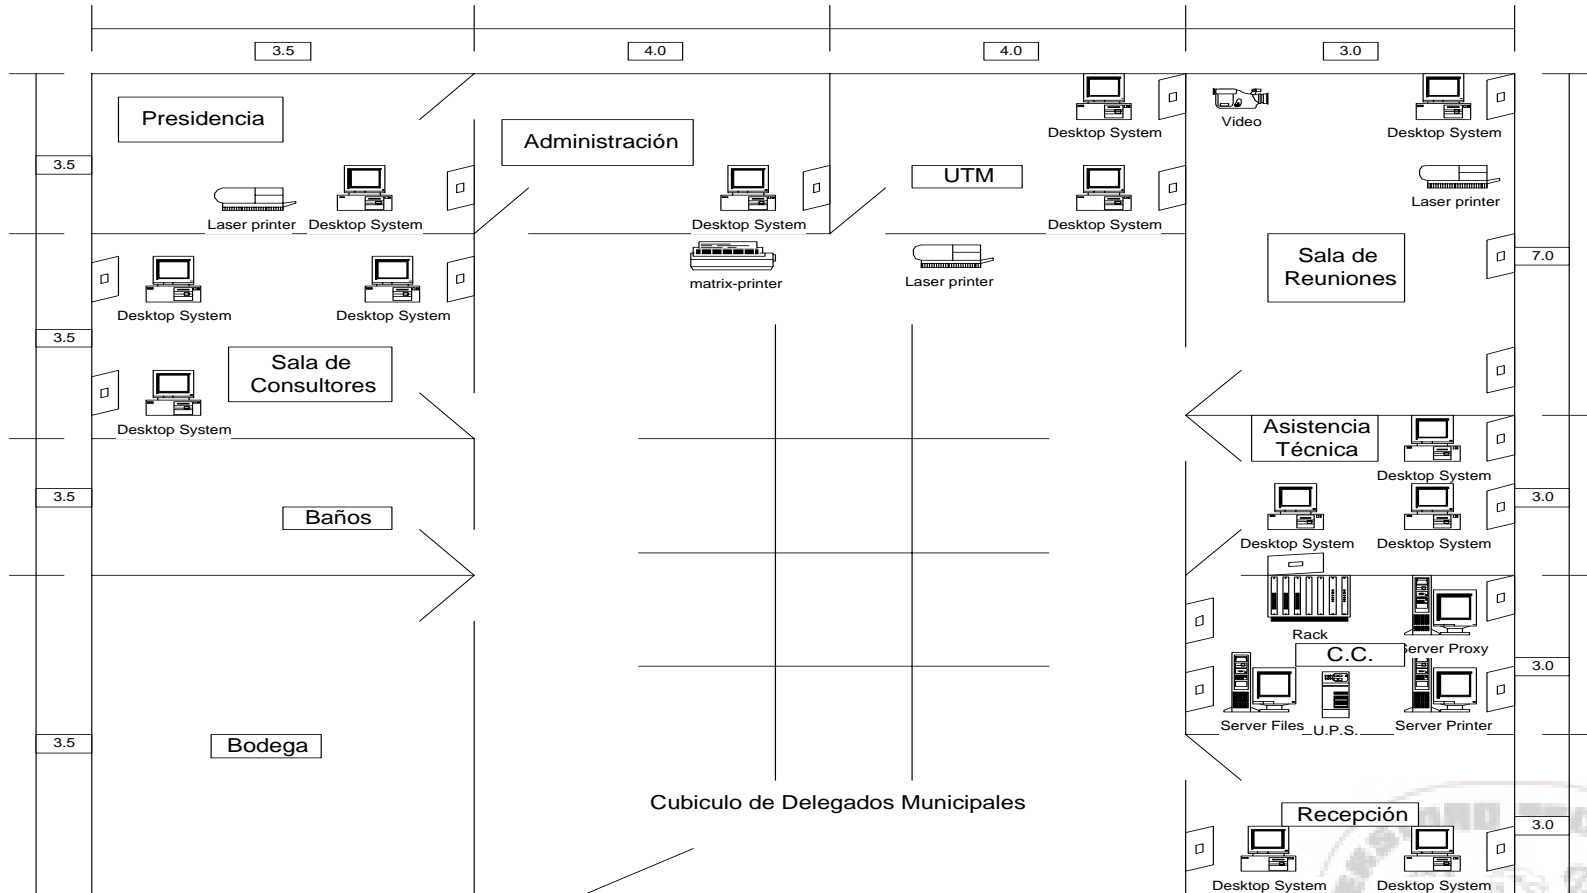 3.5
4.0
4.0
3.0
Presidencia
Administración
UTM
Desktop System
Video
Desktop System
3.5
Laser printer
Desktop System
Desktop System
Desktop System
Laser printer
Sala de
Reuniones
7.0
matrix-printer
Laser printer
Desktop System
Desktop System
3.5
Sala de
Consultores
Desktop System
Asistencia
Técnica
Desktop System
3.5
Baños
3.0
Desktop System
Desktop System
Rack
Server Proxy
C.C.
3.0
Server Files
U.P.S.
Server Printer
3.5
Bodega
Cubiculo de Delegados Municipales
Recepción
3.0
Desktop System
Desktop System